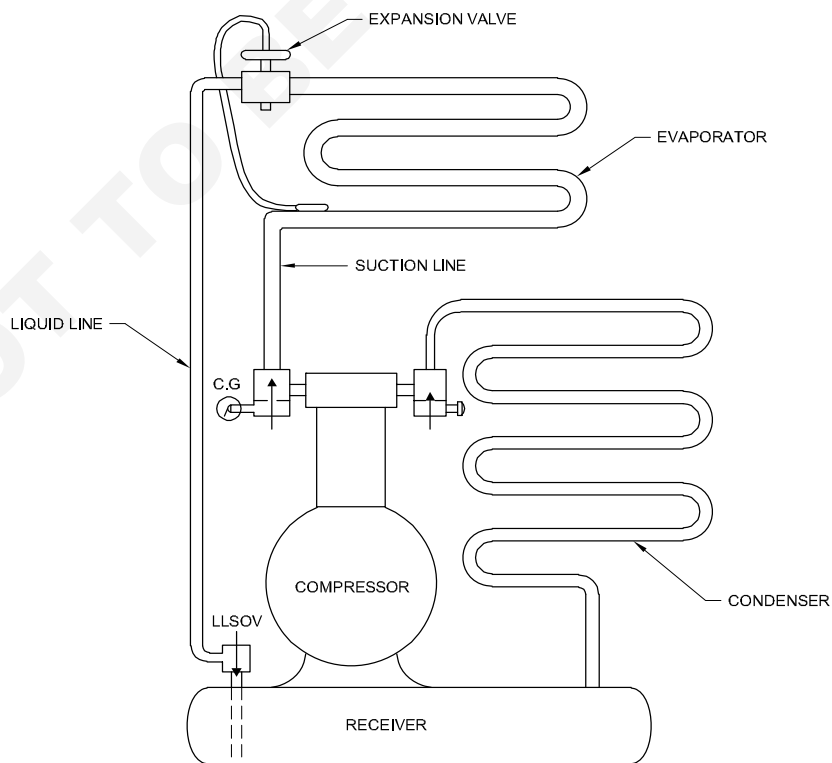 EXPANSION VALVE
EVAPORATOR
SUCTION LINE
LIQUID LINE
C.G
COMPRESSOR
CONDENSER
LLSOV
RECEIVER